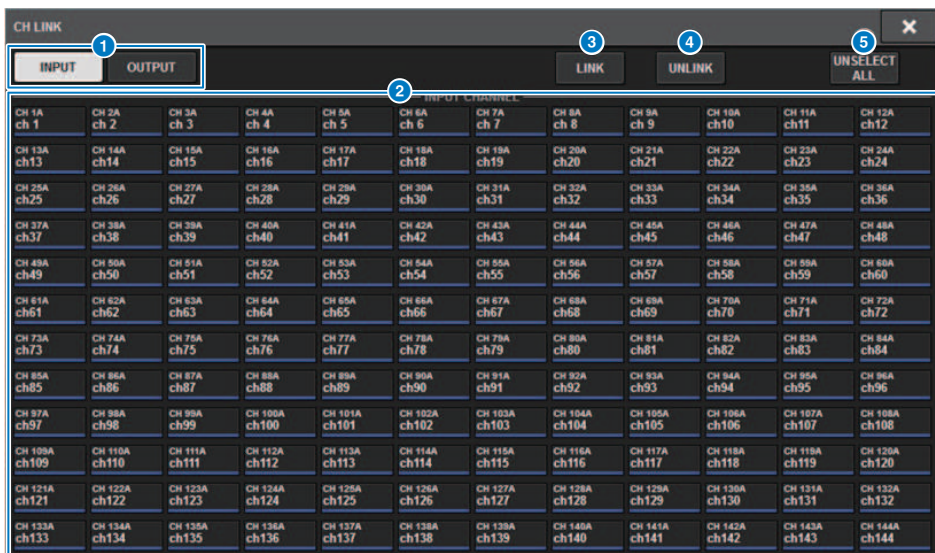 CH LINK
1 3 4 5
INPUT OUTPUT LINK UNLINK UNSELECT
ALL
2
INPUT CHANNEL
CH 1A CH 2A CH 3A CH 4A CH 5A CH 6A CH 7A CH 8A CH 9A CH 10A CH 11A CH 12A
ch 1 ch 2 ch 3 ch 4 ch 5 ch 6 ch 7 ch 8 ch 9 ch10 ch11 ch12
CH 13A CH 14A CH 15A CH 16A CH 17A CH 18A CH 19A CH 20A CH 21A CH 22A CH 23A CH 24A
ch13 ch14 ch15 ch16 ch17 ch18 ch19 ch20 ch21 ch22 ch23 ch24
CH 25A CH 26A CH 27A CH 28A CH 29A CH 30A CH 31A CH 32A CH 33A CH 34A CH 35A CH 36A
ch25 ch26 ch27 ch28 ch29 ch30 ch31 ch32 ch33 ch34 ch35 ch36
CH 37A CH 38A CH 39A CH 40A CH 41A CH 42A CH 43A CH 44A CH 45A CH 46A CH 47A CH 48A
ch37 ch38 ch39 ch40 ch41 ch42 ch43 ch44 ch45 ch46 ch47 ch48
CH 49A CH 50A CH 51A CH 52A CH 53A CH 54A CH 55A CH 56A CH 57A CH 58A CH 59A CH 60A
ch49 ch50 ch51 ch52 ch53 ch54 ch55 ch56 ch57 ch58 ch59 ch60
CH 61A CH 62A CH 63A CH 64A CH 65A CH 66A CH 67A CH 68A CH 69A CH 70A CH 71A CH 72A
ch61 ch62 ch63 ch64 ch65 ch66 ch67 ch68 ch69 ch70 ch71 ch72
CH 73A CH 74A CH 75A CH 76A CH 77A CH 78A CH 79A CH 80A CH 81A CH 82A CH 83A CH 84A
ch73 ch74 ch75 ch76 ch77 ch78 ch79 ch80 ch81 ch82 ch83 ch84
CH 85A CH 86A CH 87A CH 88A CH 89A CH 90A CH 91A CH 92A CH 93A CH 94A CH 95A CH 96A
ch85 ch86 ch87 ch88 ch89 ch90 ch91 ch92 ch93 ch94 ch95 ch96
CH 97A CH 98A CH 99A CH 100A CH 101A CH 102A CH 103A CH 104A CH 105A CH 106A CH 107A CH 108A
ch97 ch98 ch99 ch100 ch101 ch102 ch103 ch104 ch105 ch106 ch107 ch108
CH 109A CH 110A CH 111A CH 112A CH 113A CH 114A CH 115A CH 116A CH 117A CH 118A CH 119A CH 120A
ch109 ch110 ch111 ch112 ch113 ch114 ch115 ch116 ch117 ch118 ch119 ch120
CH 121A CH 122A CH 123A CH 124A CH 125A CH 126A CH 127A CH 128A CH 129A CH 130A CH 131A CH 132A
ch121 ch122 ch123 ch124 ch125 ch126 ch127 ch128 ch129 ch130 ch131 ch132
CH 133A CH 134A CH 135A CH 136A CH 137A CH 138A CH 139A CH 140A CH 141A CH 142A CH 143A CH 144A
ch133 ch134 ch135 ch136 ch137 ch138 ch139 ch140 ch141 ch142 ch143 ch144